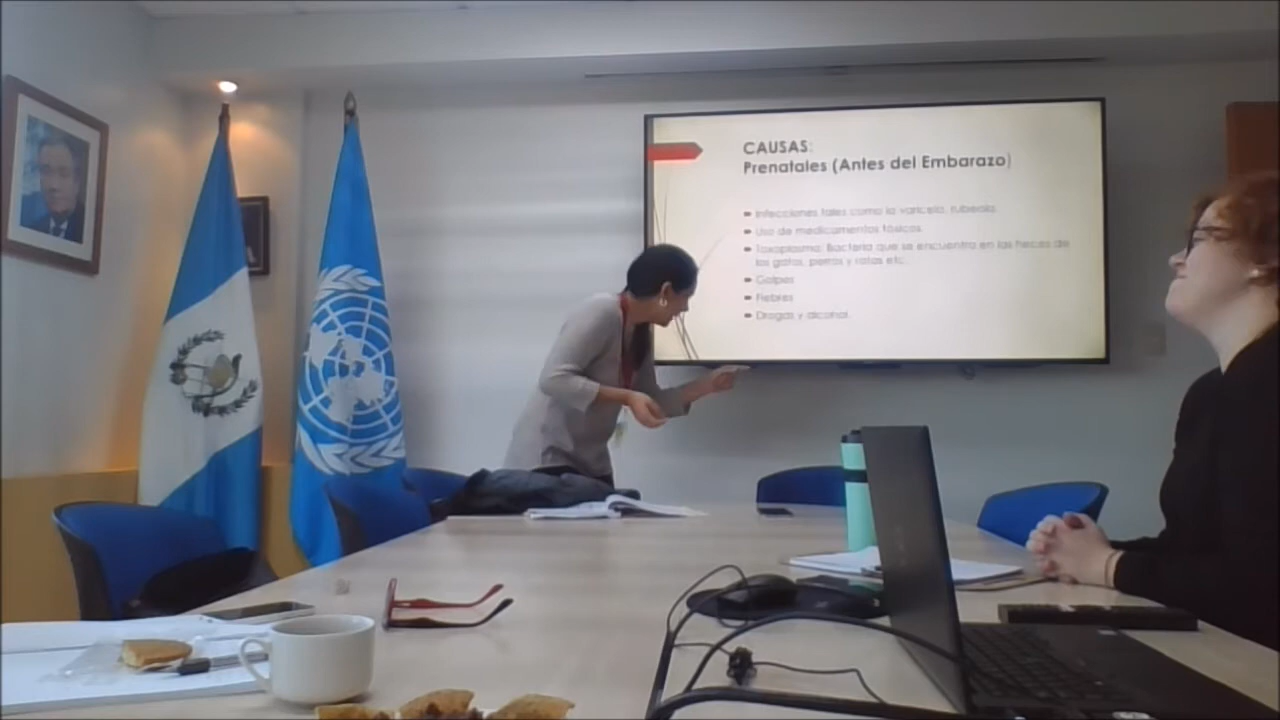 CAUSAS:
Prenatales (Antes del Embarazo)
Infecciones tales como la varicela, rubieola.
Uso de medicamentos tóxicos
Toxoplasma: Bacteria que se encuentra en las heces de
los gatos, perros y ratas etc.
Golpes
Fiebres
Drogas y alcohol.